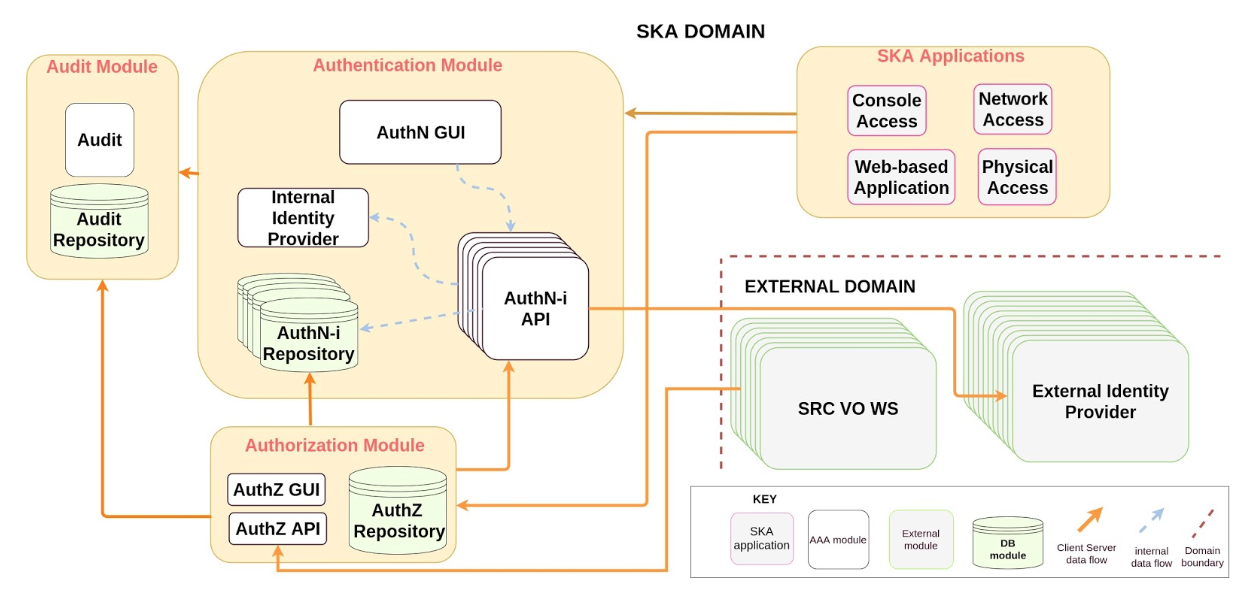 SKA DOMAIN
Audit Module
Audit
Audit
Repository
Authentication Module
AuthN GUI
Internal
Identity
Provider
AuthN-i
API
AuthN-i
Repository
SKA Applications
Console
Access
Network
Access
Web-based
Application
Physical
Access
EXTERNAL DOMAIN
SRC VO WS
External Identity
Provider
Authorization Module
AuthZ GUI
AuthZ API
AuthZ
Repository
KEY
SKA
application
AAA module
External
module
DB
module
Client Server
data flow
internal
data flow
Domain
boundary